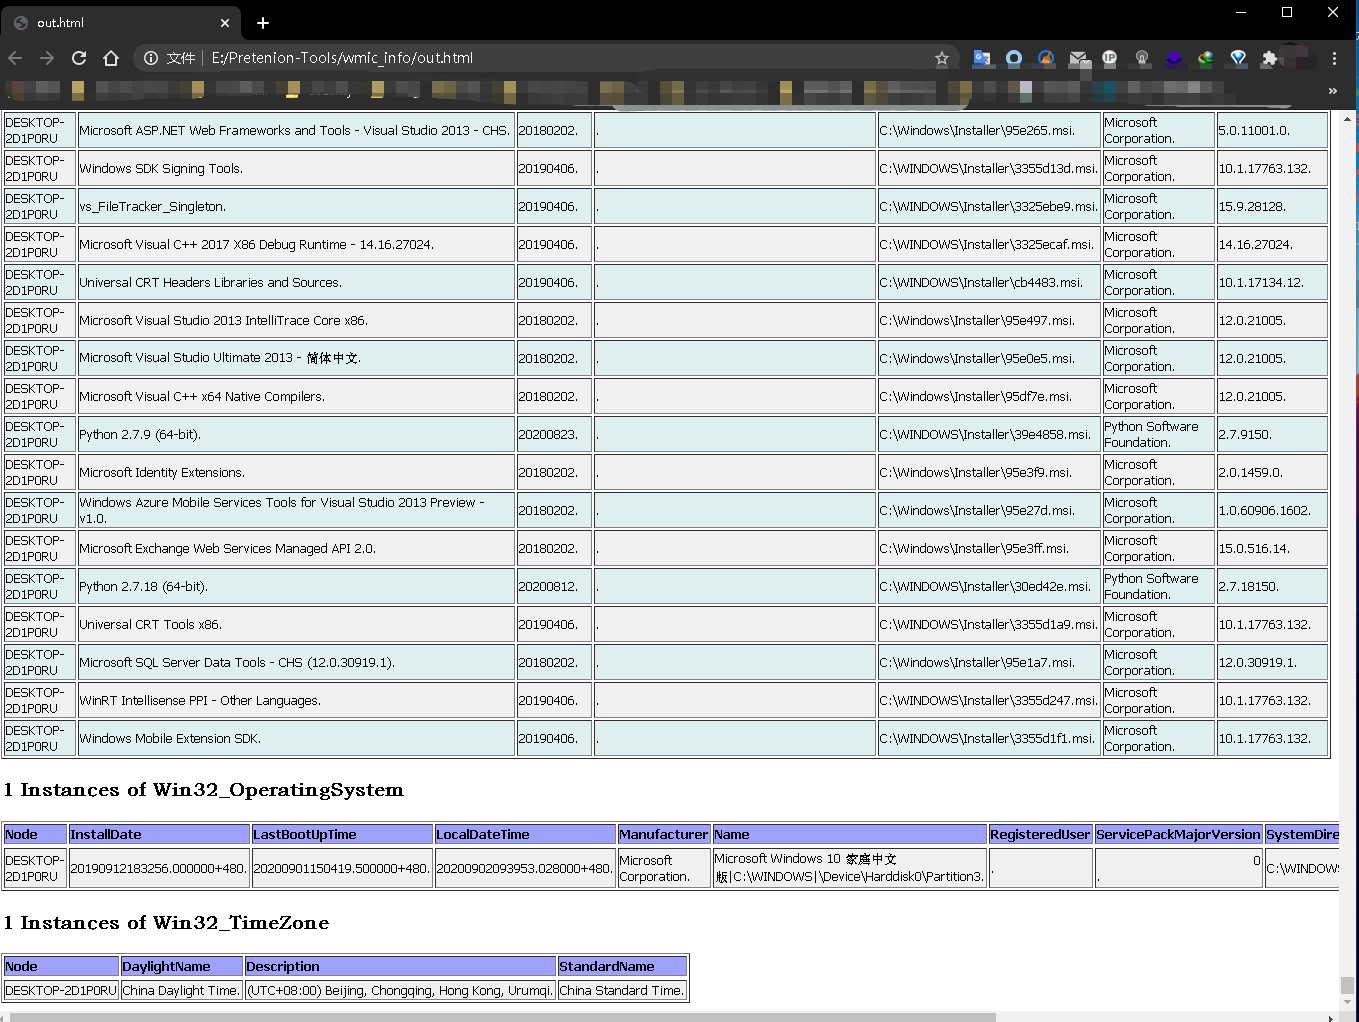 out.html
文件 E:/Pretenion-Tools/wmic_info/out.html
DESKTOP-2D1P0RU Microsoft ASP.NET Web Frameworks and Tools - Visual Studio 2013 - CHS. 20180202. . C:\Windows\Installer\95e265.msi. Microsoft Corporation. 5.0.11001.0.
DESKTOP-2D1P0RU Windows SDK Signing Tools. 20190406. . C:\WINDOWS\Installer\3355d13d.msi. Microsoft Corporation. 10.1.17763.132.
DESKTOP-2D1P0RU vs_FileTracker_Singleton. 20190406. . C:\WINDOWS\Installer\3325ebe9.msi. Microsoft Corporation. 15.9.28128.
DESKTOP-2D1P0RU Microsoft Visual C++ 2017 X86 Debug Runtime - 14.16.27024. 20190406. . C:\WINDOWS\Installer\3325ecaf.msi. Microsoft Corporation. 14.16.27024.
DESKTOP-2D1P0RU Universal CRT Headers Libraries and Sources. 20190406. . C:\WINDOWS\Installer\cb4483.msi. Microsoft Corporation. 10.1.17134.12.
DESKTOP-2D1P0RU Microsoft Visual Studio 2013 IntelliTrace Core x86. 20180202. . C:\Windows\Installer\95e497.msi. Microsoft Corporation. 12.0.21005.
DESKTOP-2D1P0RU Microsoft Visual Studio Ultimate 2013 - 简体中文. 20180202. . C:\Windows\Installer\95e0e5.msi. Microsoft Corporation. 12.0.21005.
DESKTOP-2D1P0RU Microsoft Visual C++ x64 Native Compilers. 20180202. . C:\Windows\Installer\95df7e.msi. Microsoft Corporation. 12.0.21005.
DESKTOP-2D1P0RU Python 2.7.9 (64-bit). 20200823. . C:\WINDOWS\Installer\39e4858.msi. Python Software Foundation. 2.7.9150.
DESKTOP-2D1P0RU Microsoft Identity Extensions. 20180202. . C:\Windows\Installer\95e3f9.msi. Microsoft Corporation. 2.0.1459.0.
DESKTOP-2D1P0RU Windows Azure Mobile Services Tools for Visual Studio 2013 Preview - v1.0. 20180202. . C:\Windows\Installer\95e27d.msi. Microsoft Corporation. 1.0.60906.1602.
DESKTOP-2D1P0RU Microsoft Exchange Web Services Managed API 2.0. 20180202. . C:\Windows\Installer\95e3ff.msi. Microsoft Corporation. 15.0.516.14.
DESKTOP-2D1P0RU Python 2.7.18 (64-bit). 20200812. . C:\WINDOWS\Installer\30ed42e.msi. Python Software Foundation. 2.7.18150.
DESKTOP-2D1P0RU Universal CRT Tools x86. 20190406. . C:\WINDOWS\Installer\3355d1a9.msi. Microsoft Corporation. 10.1.17763.132.
DESKTOP-2D1P0RU Microsoft SQL Server Data Tools - CHS (12.0.30919.1). 20180202. . C:\Windows\Installer\95e1a7.msi. Microsoft Corporation. 12.0.30919.1.
DESKTOP-2D1P0RU WinRT Intellisense PPI - Other Languages. 20190406. . C:\WINDOWS\Installer\3355d247.msi. Microsoft Corporation. 10.1.17763.132.
DESKTOP-2D1P0RU Windows Mobile Extension SDK. 20190406. . C:\WINDOWS\Installer\3355d1f1.msi. Microsoft Corporation. 10.1.17763.132.
1 Instances of Win32_OperatingSystem
Node InstallDate LastBootUpTime LocalDateTime Manufacturer Name RegisteredUser ServicePackMajorVersion SystemDire
DESKTOP-2D1P0RU 20190912183256.000000+480. 20200901150419.500000+480. 20200902093953.028000+480. Microsoft Corporation. Microsoft Windows 10 家庭中文版|C:\WINDOWS|\Device\Harddisk0\Partition3. . 0 . C:\WINDOWS
1 Instances of Win32_TimeZone
Node DaylightName Description StandardName
DESKTOP-2D1P0RU China Daylight Time. (UTC+08:00) Beijing, Chongqing, Hong Kong, Urumqi. China Standard Time.